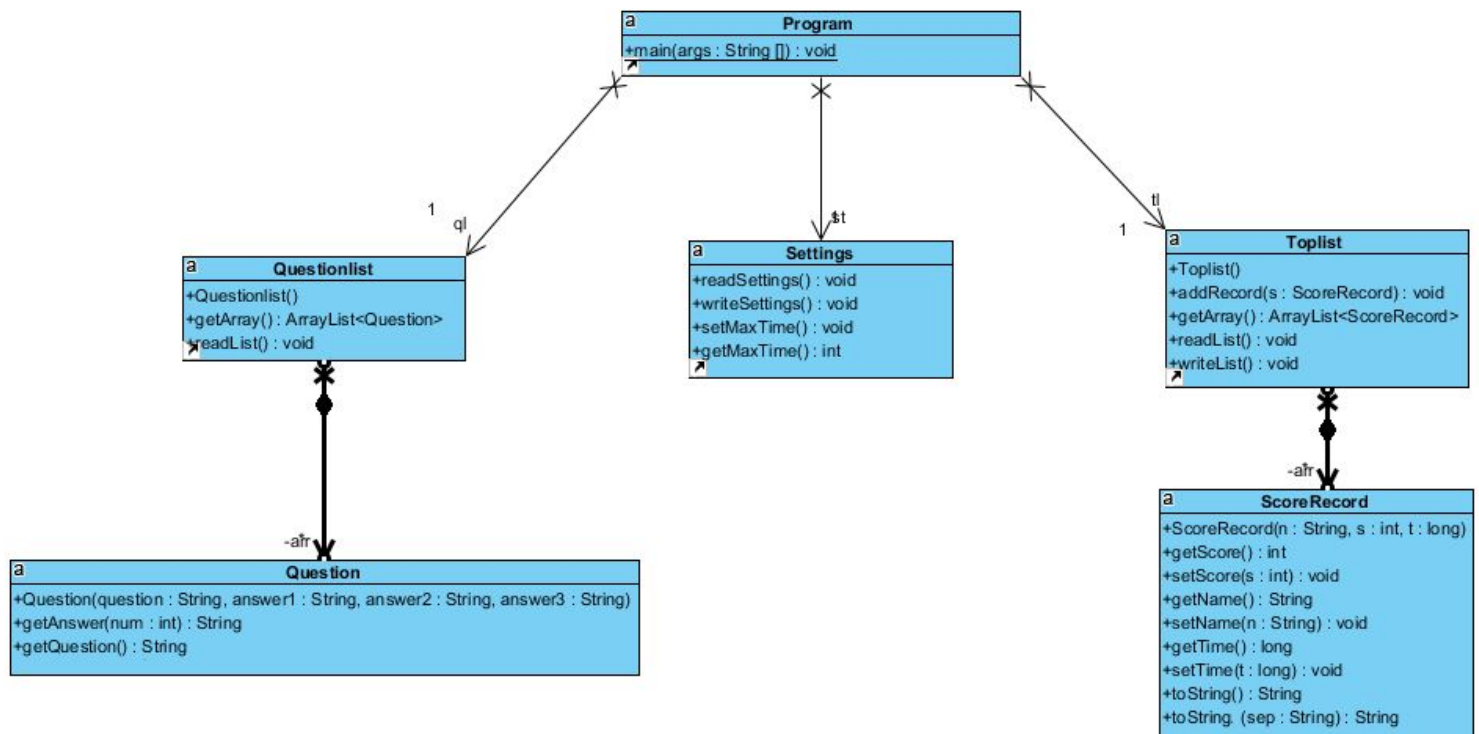 a
Program
+main(args : String []) : void
1
ql
st
1
tl
a
Questionlist
+Questionlist()
+getArray() : ArrayList<Question>
+readList() : void
a
Settings
+readSettings() : void
+writeSettings() : void
+setMaxTime() : void
+getMaxTime() : int
a
Toplist
+Toplist()
+addRecord(s : ScoreRecord) : void
+getArray() : ArrayList<ScoreRecord>
+readList() : void
+writeList() : void
-arr
-arr
a
Question
+Question(question : String, answer1 : String, answer2 : String, answer3 : String)
+getAnswer(num : int) : String
+getQuestion() : String
a
ScoreRecord
+ScoreRecord(n : String, s : int, t : long)
+getScore() : int
+setScore(s : int) : void
+getName() : String
+setName(n : String) : void
+getTime() : long
+setTime(t : long) : void
+toString() : String
+toString. (sep : String) : String